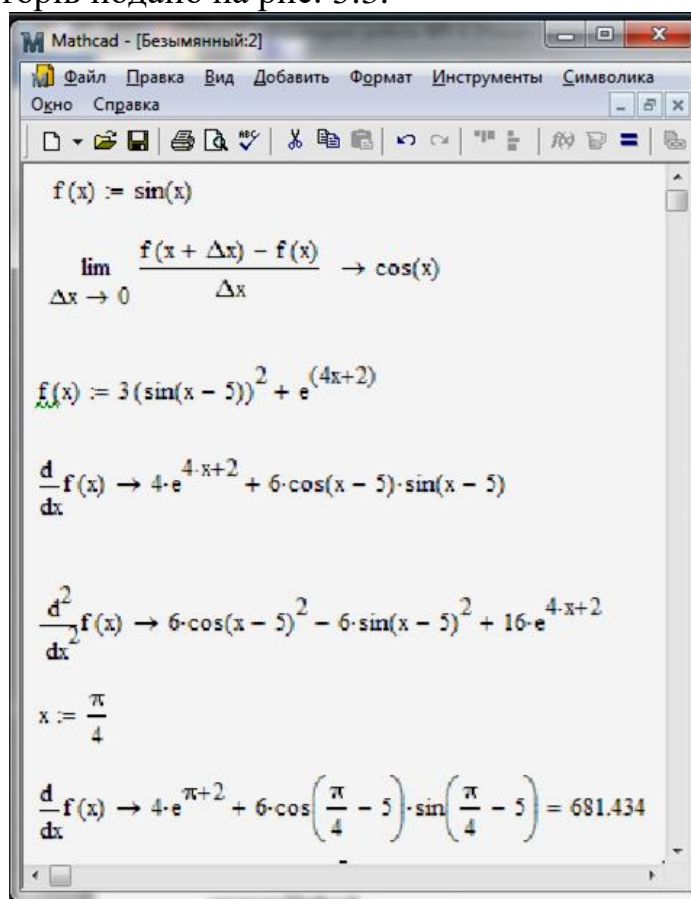 торів подано на рис. 3.3.
Mathcad - [Безымянный:2]
Файл Правка Вид Добавить Формат Инструменты Символика
Окно Справка
f(x) := sin(x)
lim Δx → 0 (f(x + Δx) − f(x))/Δx → cos(x)
f(x) := 3(sin(x − 5))^2 + e^(4x+2)
d/dx f(x) → 4·e^(4·x+2) + 6·cos(x − 5)·sin(x − 5)
d^2/dx^2 f(x) → 6·cos(x − 5)^2 − 6·sin(x − 5)^2 + 16·e^(4·x+2)
x := π/4
d/dx f(x) → 4·e^(π+2) + 6·cos(π/4 − 5)·sin(π/4 − 5) = 681.434